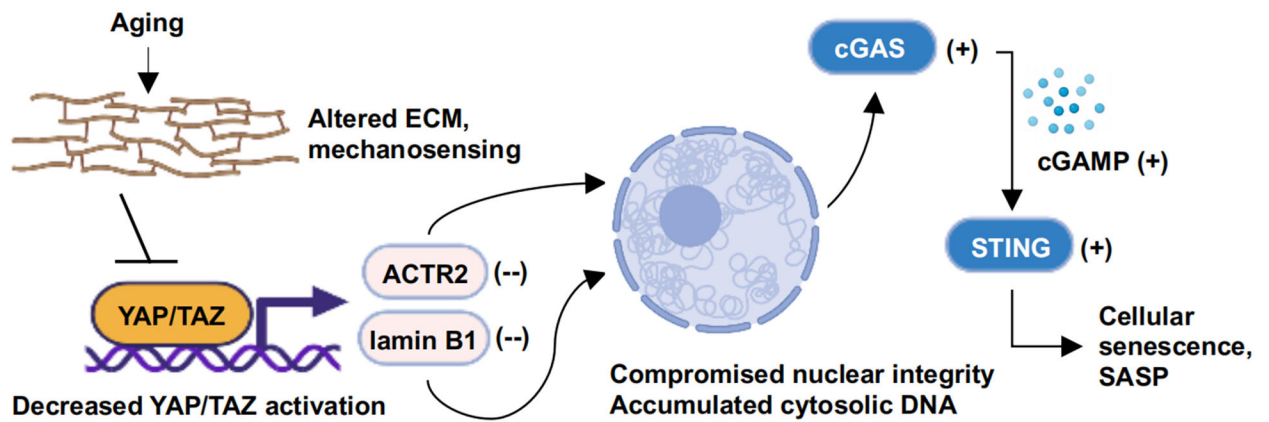 Aging
Altered ECM,
mechanosensing
YAP/TAZ
Decreased YAP/TAZ activation
ACTR2 (--)
lamin B1 (--)
Compromised nuclear integrity
Accumulated cytosolic DNA
cGAS (+)
cGAMP (+)
STING (+)
Cellular
senescence,
SASP